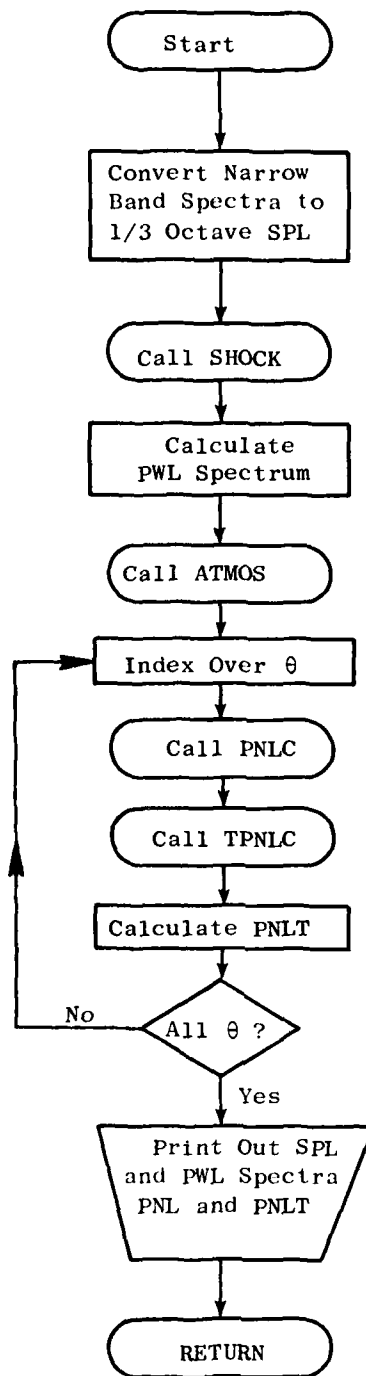 Start
Convert Narrow
Band Spectra to
1/3 Octave SPL
Call SHOCK
Calculate
PWL Spectrum
Call ATMOS
Index Over θ
Call PNLC
Call TPNLC
Calculate PNLT
All θ ?
No
Yes
Print Out SPL
and PWL Spectra
PNL and PNLT
RETURN